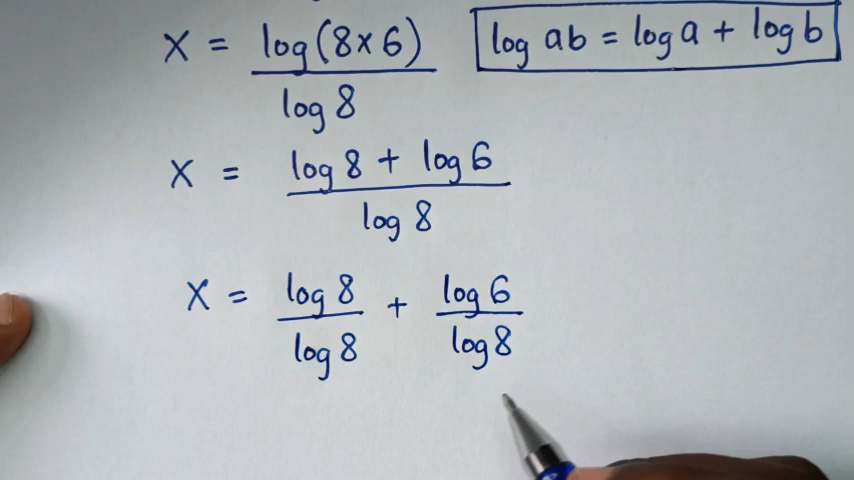 x = log(8×6) / log 8
log ab = log a + log b
x = log 8 + log 6 / log 8
x = log 8 / log 8 + log 6 / log 8